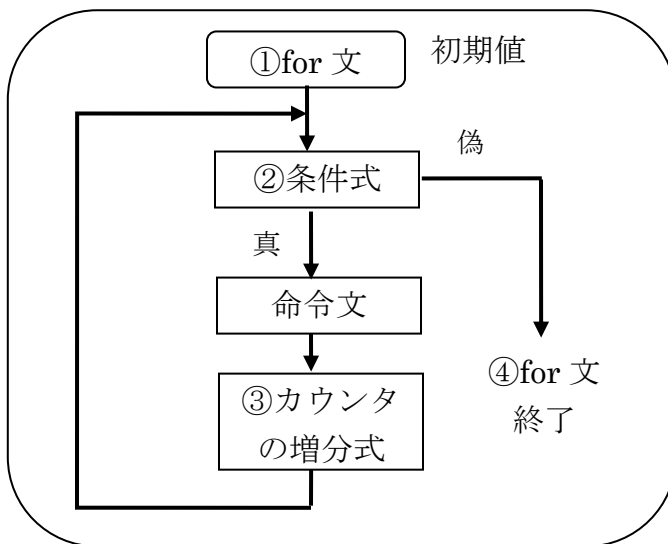 ①for 文
初期値
②条件式
偽
真
命令文
③カウンタ
の増分式
④for 文
終了